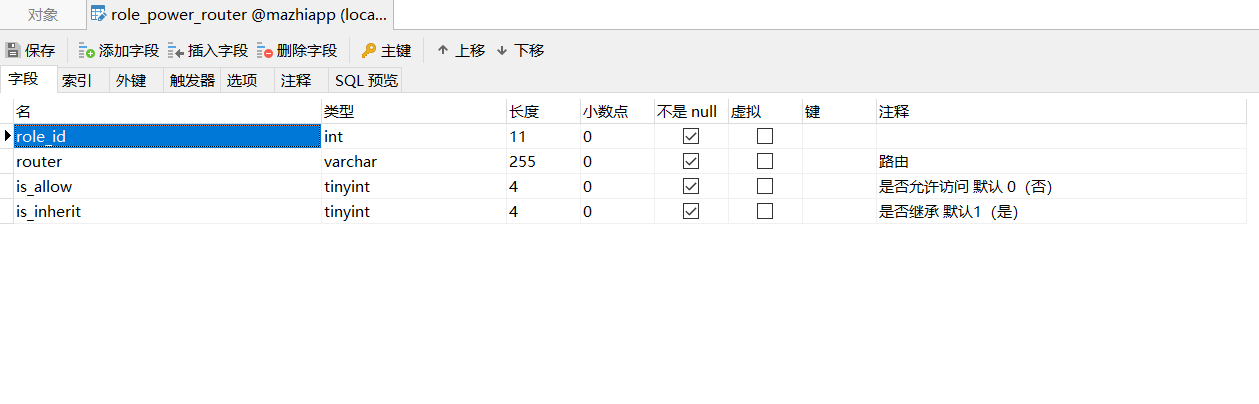 对象 role_power_router @mazhiapp (loca...
保存 添加字段 插入字段 删除字段 主键 上移 下移
字段 索引 外键 触发器 选项 注释 SQL 预览
名 类型 长度 小数点 不是 null 虚拟 键 注释
role_id int 11 0
router varchar 255 0 路由
is_allow tinyint 4 0 是否允许访问 默认 0（否）
is_inherit tinyint 4 0 是否继承 默认1（是）